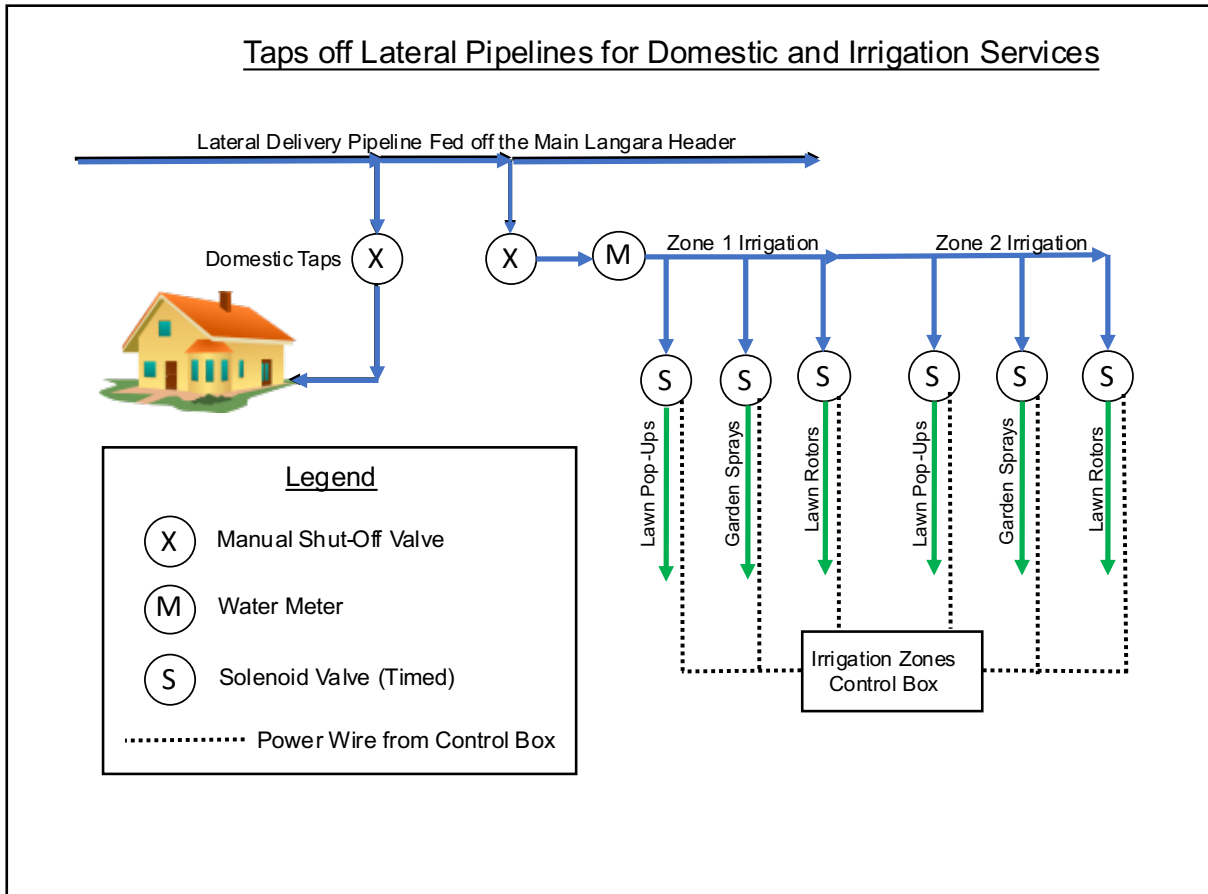 Taps off Lateral Pipelines for Domestic and Irrigation Services
Lateral Delivery Pipeline Fed off the Main Langara Header
Domestic Taps
X
X
M
Zone 1 Irrigation
Zone 2 Irrigation
S
S
S
S
S
S
Lawn Pop-Ups
Garden Sprays
Lawn Rotors
Lawn Pop-Ups
Garden Sprays
Lawn Rotors
Irrigation Zones
Control Box
Legend
X Manual Shut-Off Valve
M Water Meter
S Solenoid Valve (Timed)
Power Wire from Control Box